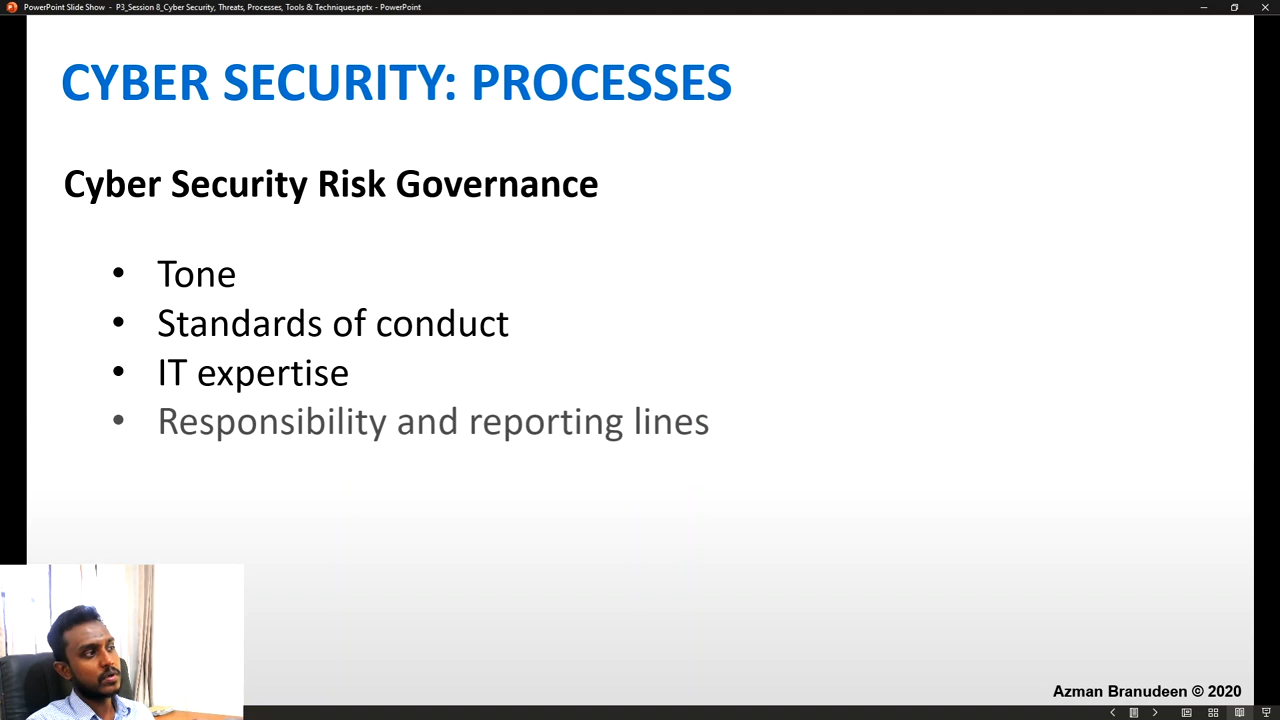 PowerPoint Slide Show - P3_Session 8_Cyber Security, Threats, Processes, Tools & Techniques.pptx - PowerPoint
CYBER SECURITY: PROCESSES
Cyber Security Risk Governance
• Tone
• Standards of conduct
• IT expertise
• Responsibility and reporting lines
Azman Branudeen © 2020